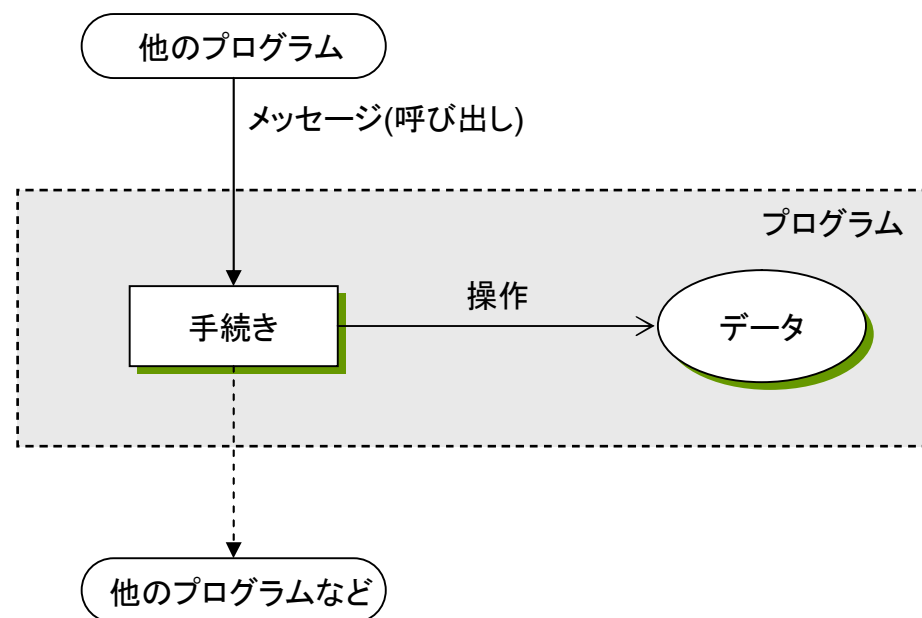 他のプログラム
メッセージ(呼び出し)
プログラム
操作
手続き
データ
他のプログラムなど